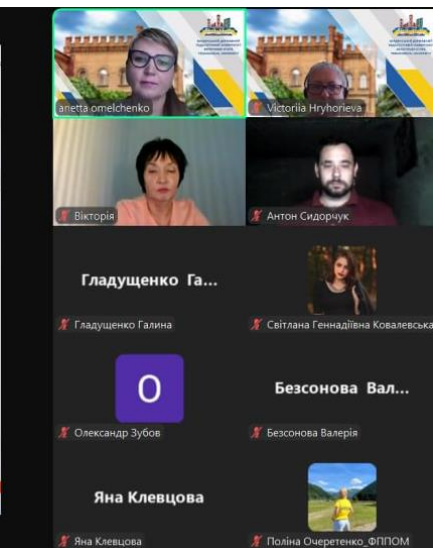 anetta omelchenko
Victoriia Hryhorieva
Вікторія
Антон Сидорчук
Гладущенко Га...
Гладущенко Галина
Світлана Геннадіївна Ковалевська
О
Олександр Зубов
Безсонова Вал...
Безсонова Валерія
Яна Клевцова
Яна Клевцова
Поліна Очеретенко_ФППОМ